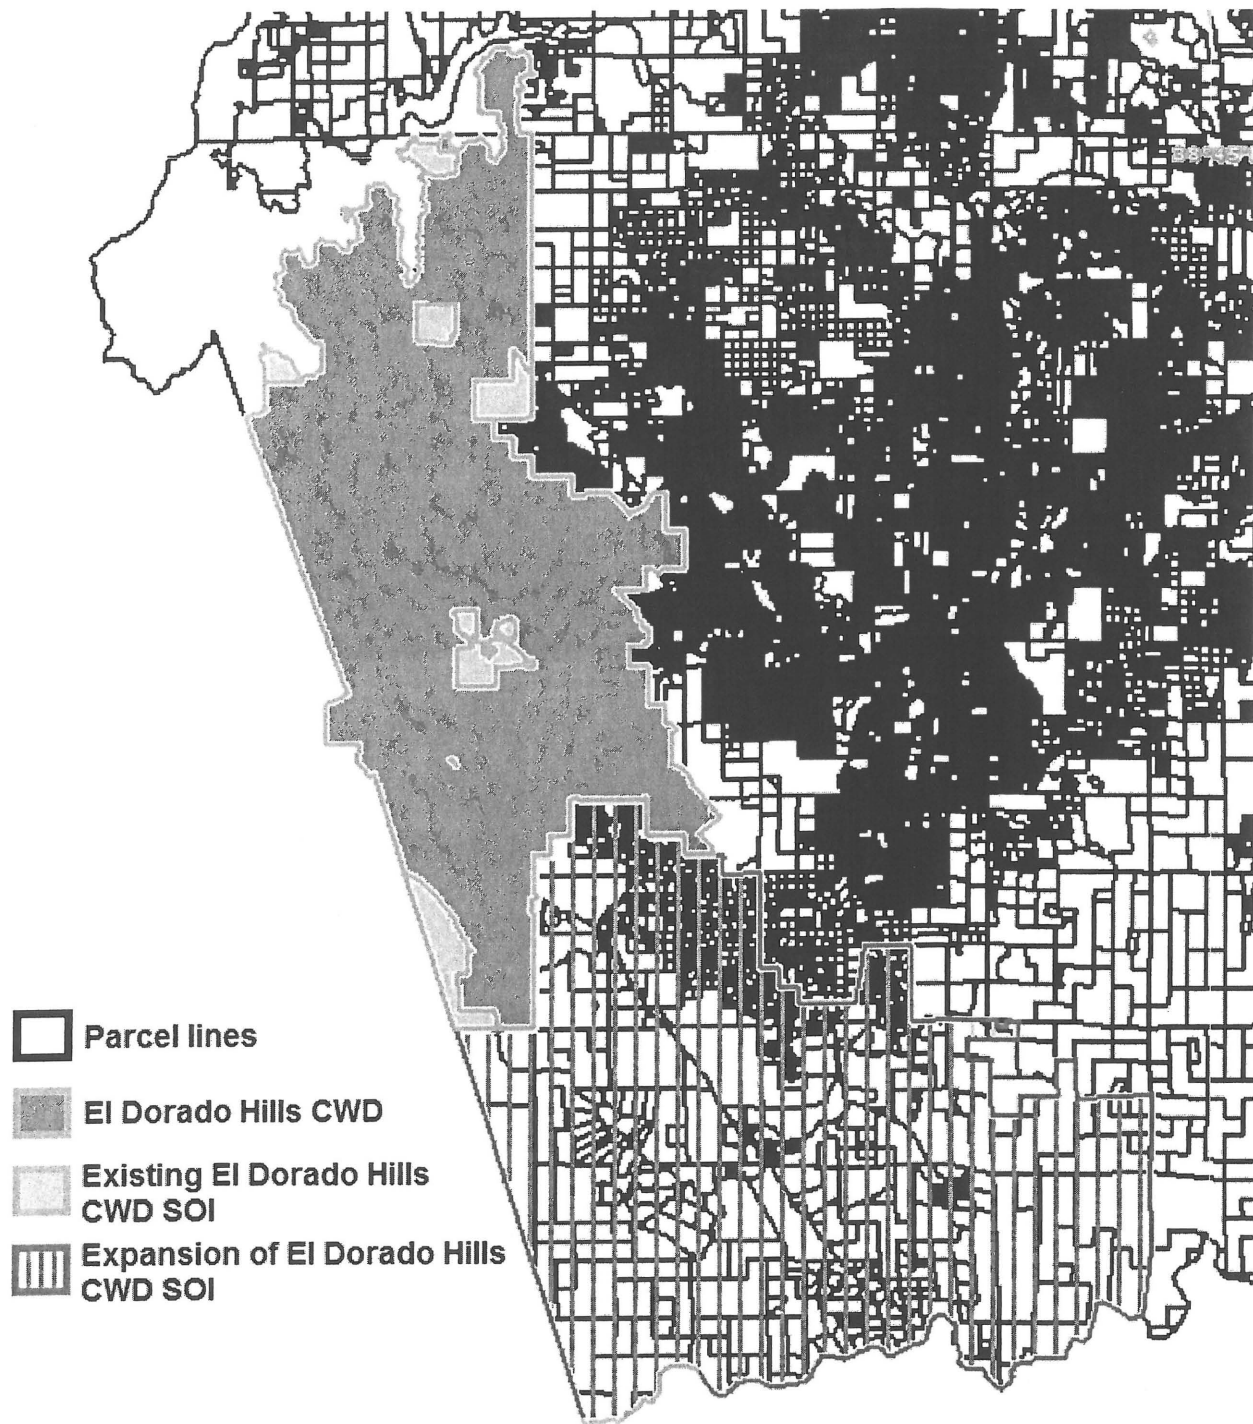 Parcel lines
El Dorado Hills CWD
Existing El Dorado Hills
CWD SOI
Expansion of El Dorado Hills
CWD SOI